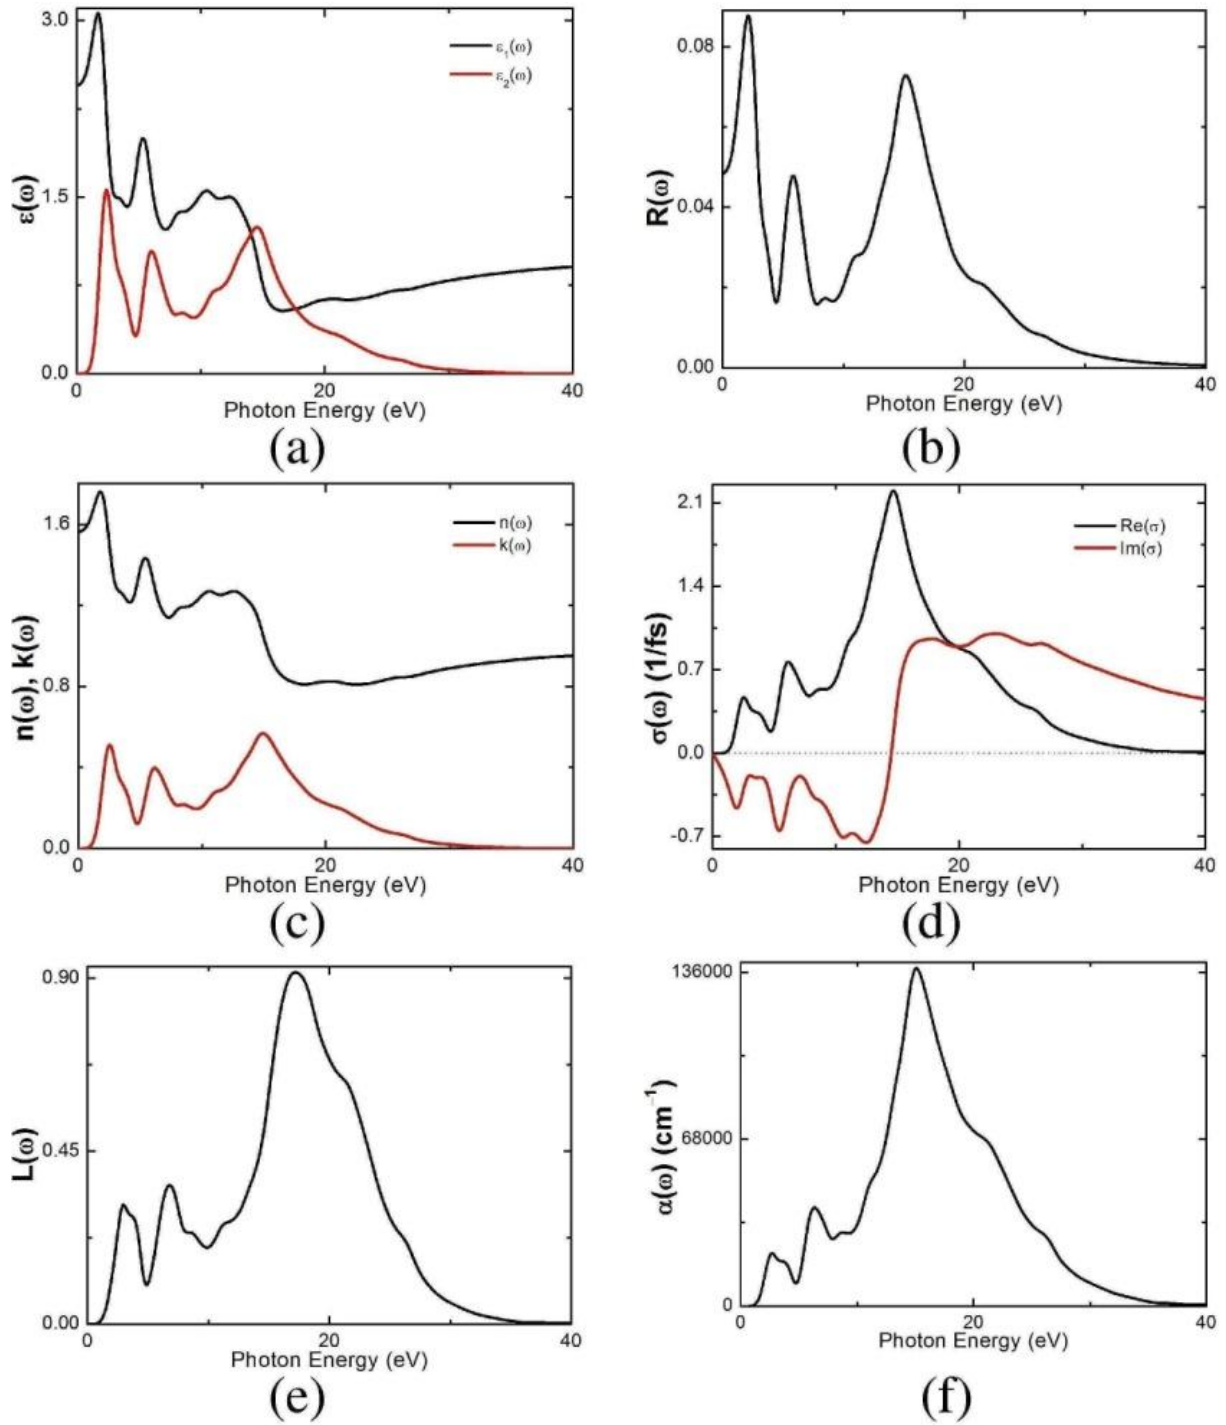 3.0
1.5
0.0
ε(ω)
ε₁(ω)
ε₂(ω)
0
20
40
Photon Energy (eV)
(a)
0.08
0.04
0.00
R(ω)
0
20
40
Photon Energy (eV)
(b)
1.6
0.8
0.0
n(ω), k(ω)
n(ω)
k(ω)
0
20
40
Photon Energy (eV)
(c)
2.1
1.4
0.7
0.0
-0.7
σ(ω) (1/fs)
Re(σ)
Im(σ)
0
20
40
Photon Energy (eV)
(d)
0.90
0.45
0.00
L(ω)
0
20
40
Photon Energy (eV)
(e)
136000
68000
0
α(ω) (cm⁻¹)
0
20
40
Photon Energy (eV)
(f)